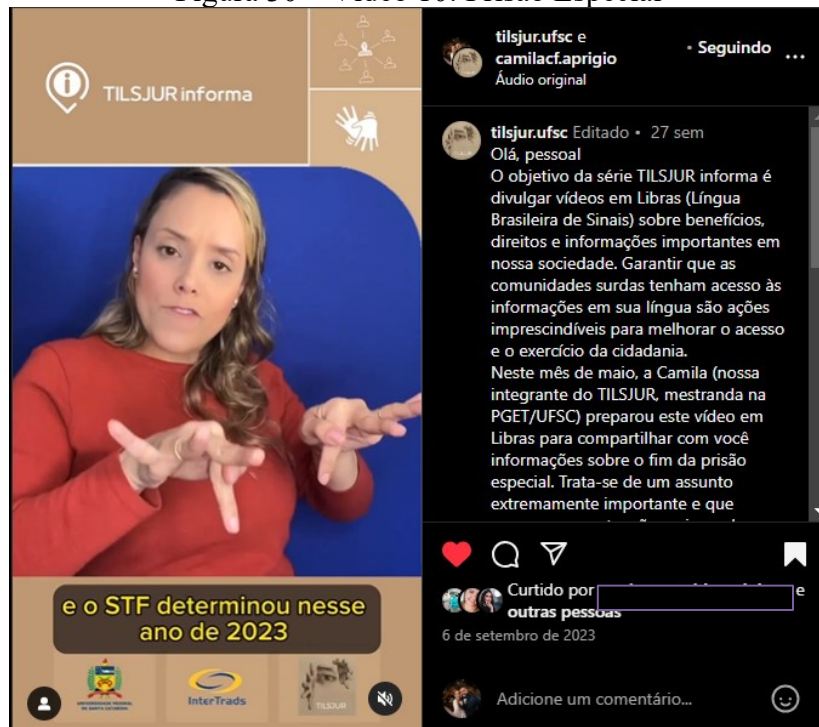 TILSJUR informa
e o STF determinou nesse
ano de 2023
UNIVERSIDADE FEDERAL
DE SANTA CATARINA
InterTrads
TILSJUR
tilsjur.ufsc e
camilacf.aprigio
• Seguindo
Áudio original
tilsjur.ufsc Editado • 27 sem
Olá, pessoal
O objetivo da série TILSJUR informa é
divulgar vídeos em Libras (Língua
Brasileira de Sinais) sobre benefícios,
direitos e informações importantes em
nossa sociedade. Garantir que as
comunidades surdas tenham acesso às
informações em sua língua são ações
imprescindíveis para melhorar o acesso
e o exercício da cidadania.
Neste mês de maio, a Camila (nossa
integrante do TILSJUR, mestranda na
PGET/UFSC) preparou este vídeo em
Libras para compartilhar com você
informações sobre o fim da prisão
especial. Trata-se de um assunto
extremamente importante e que
Curtido por
e
outras pessoas
6 de setembro de 2023
Adicione um comentário...